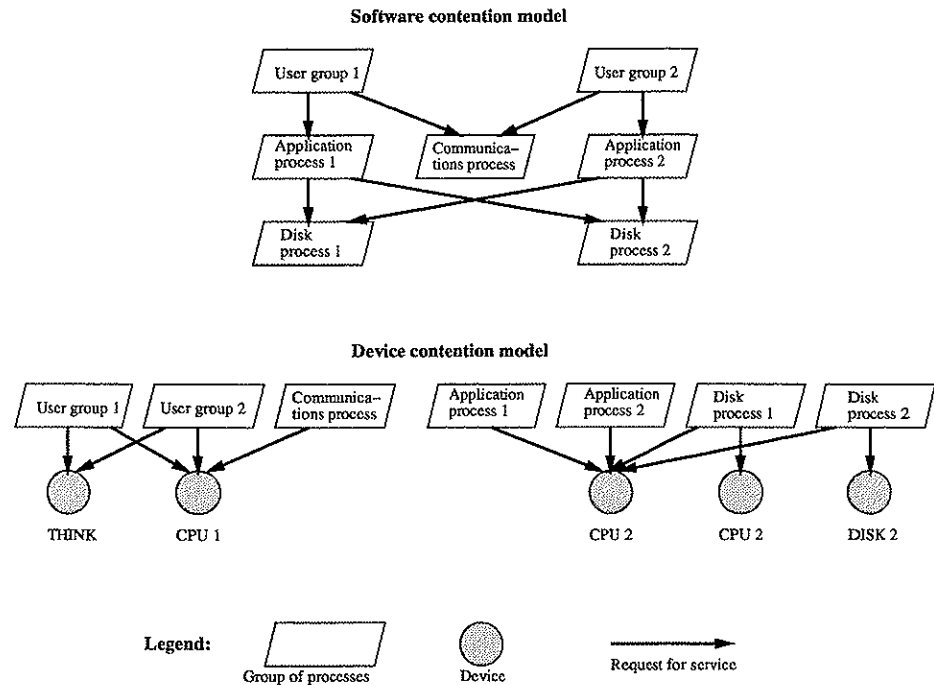 Software contention model
User group 1
User group 2
Application
process 1
Communica-
tions process
Application
process 2
Disk
process 1
Disk
process 2
Device contention model
User group 1
User group 2
Communica-
tions process
Application
process 1
Application
process 2
Disk
process 1
Disk
process 2
THINK
CPU 1
CPU 2
CPU 2
DISK 2
Legend:
Group of processes
Device
Request for service